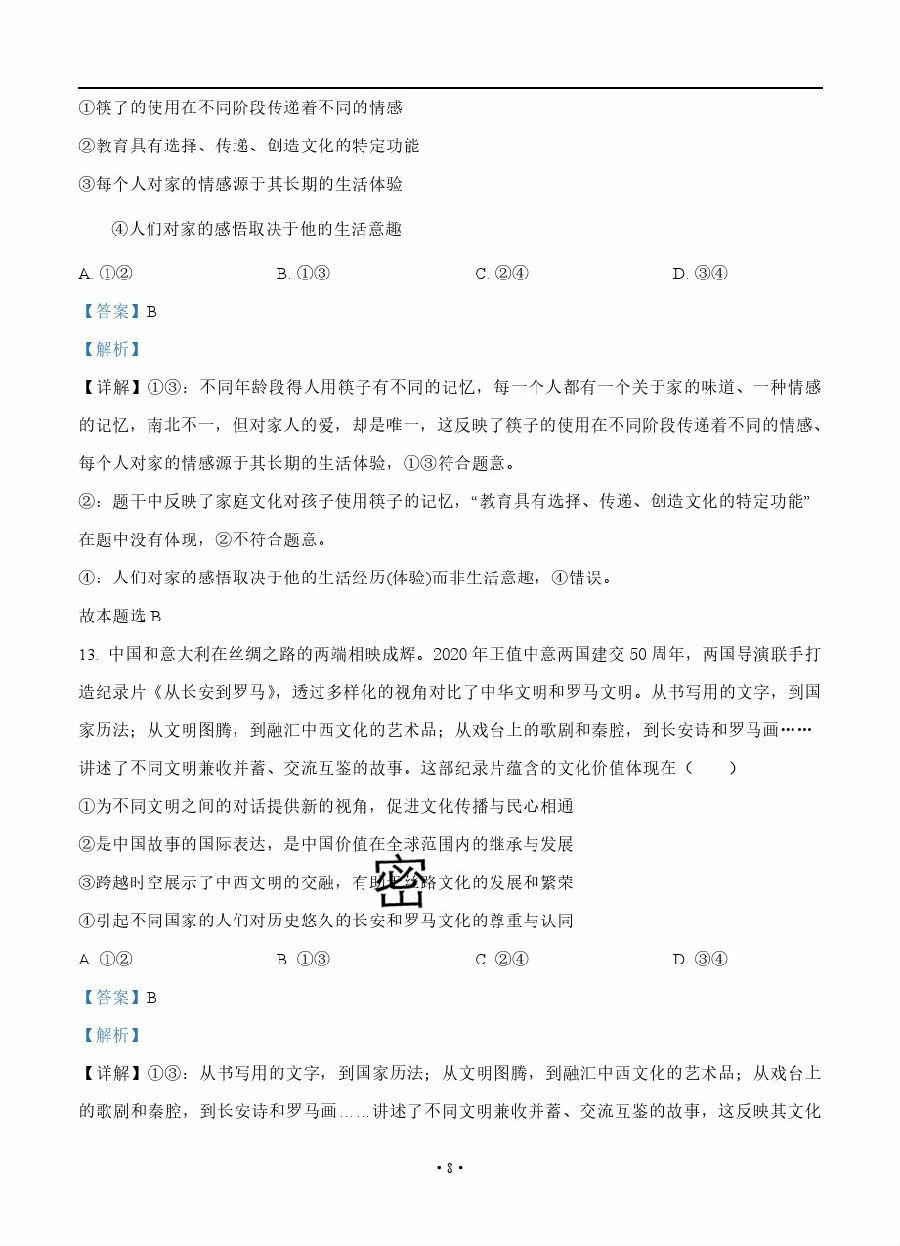 ①筷了的使用在不同阶段传递着不同的情感
②教育具有选择、传递、创造文化的特定功能
③每个人对家的情感源于其长期的生活体验
④人们对家的感悟取决于他的生活意趣
A. ①② B. ①③ C. ②④ D. ③④
【答案】B
【解析】
【详解】①③：不同年龄段得人用筷子有不同的记忆，每一个人都有一个关于家的味道、一种情感
的记忆，南北不一，但对家人的爱，却是唯一，这反映了筷子的使用在不同阶段传递着不同的情感、
每个人对家的情感源于其长期的生活体验，①③符合题意。
②：题干中反映了家庭文化对孩子使用筷子的记忆，“教育具有选择、传递、创造文化的特定功能”
在题中没有体现，②不符合题意。
④：人们对家的感悟取决于他的生活经历(体验)而非生活意趣，④错误。
故本题选 B
13. 中国和意大利在丝绸之路的两端相映成辉。2020 年王值中意两国建交 50 周年，两国导演联手打
造纪录片《从长安到罗马》，透过多样化的视角对比了中华文明和罗马文明。从书写用的文字，到国
家历法；从文明图腾，到融汇中西文化的艺术品；从戏台上的歌剧和秦腔，到长安诗和罗马画……
讲述了不同文明兼收并蓄、交流互鉴的故事。这部纪录片蕴含的文化价值体现在（　　）
①为不同文明之间的对话提供新的视角，促进文化传播与民心相通
②是中国故事的国际表达，是中国价值在全球范围内的继承与发展
③跨越时空展示了中西文明的交融，有路文化的发展和繁荣
密
④引起不同国家的人们对历史悠久的长安和罗马文化的尊重与认同
A. ①② B. ①③ C. ②④ D. ③④
【答案】B
【解析】
【详解】①③：从书写用的文字，到国家历法；从文明图腾，到融汇中西文化的艺术品；从戏台上
的歌剧和秦腔，到长安诗和罗马画……讲述了不同文明兼收并蓄、交流互鉴的故事，这反映其文化
• 8 •